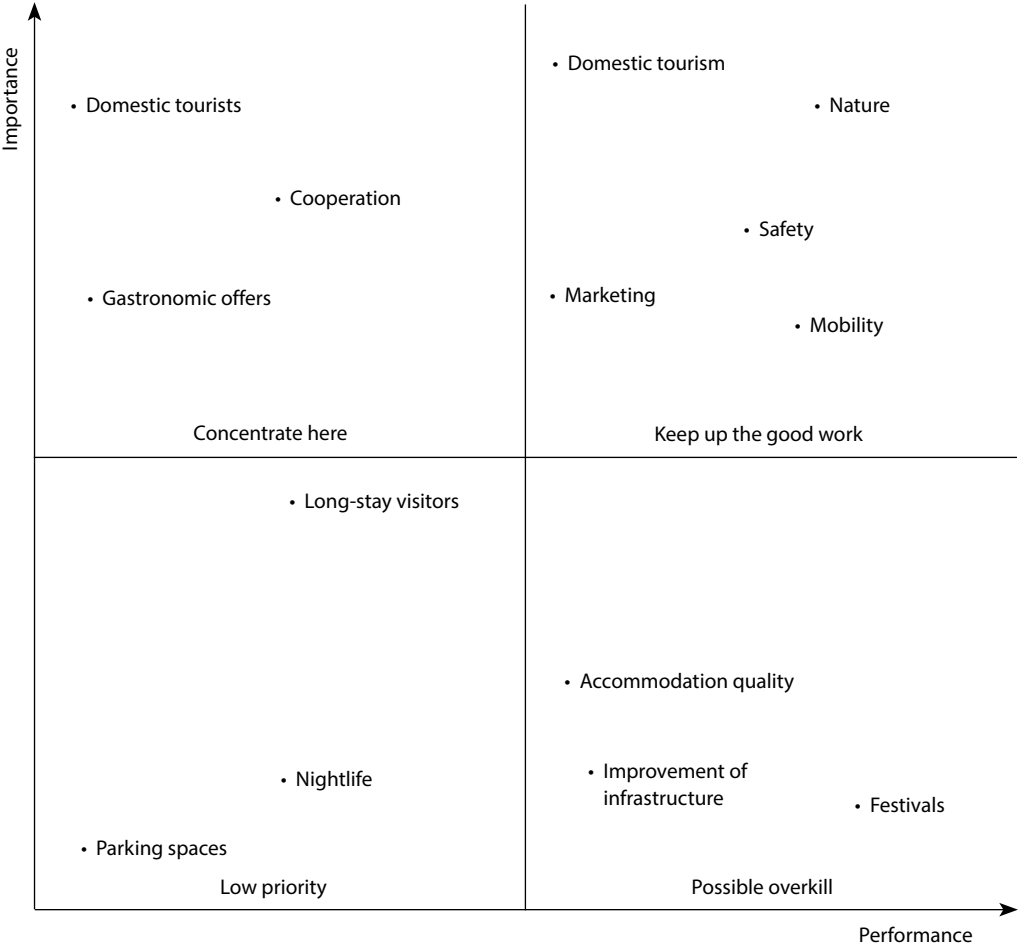 Importance
• Domestic tourism
• Domestic tourists
• Nature
• Cooperation
• Safety
• Gastronomic offers
• Marketing
• Mobility
Concentrate here
Keep up the good work
• Long-stay visitors
• Accommodation quality
• Nightlife
• Improvement of
infrastructure
• Festivals
• Parking spaces
Low priority
Possible overkill
Performance